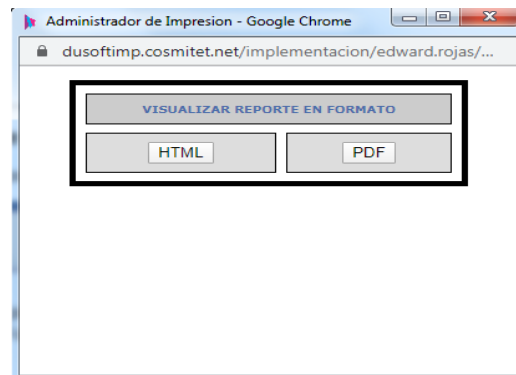 Administrador de Impresion - Google Chrome
dusoftimp.cosmitet.net/implementacion/edward.rojas/...
VISUALIZAR REPORTE EN FORMATO
HTML PDF